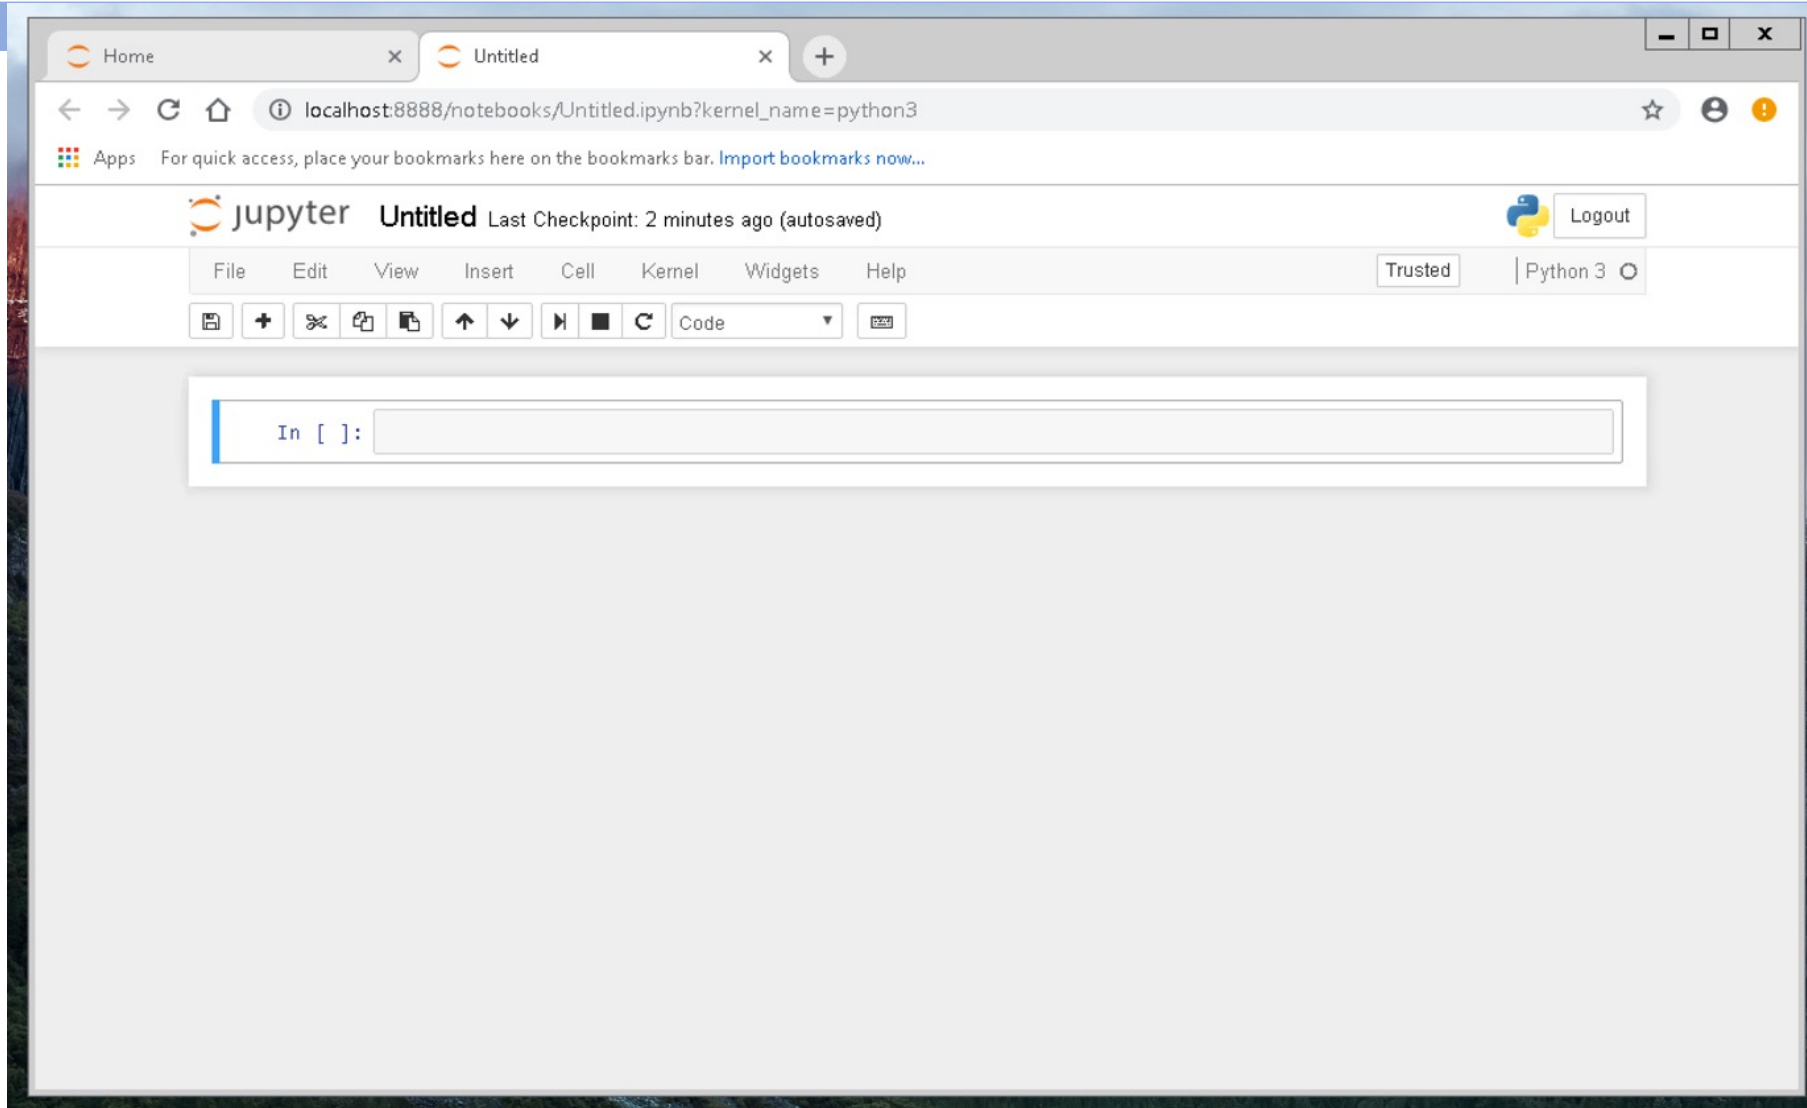 Home
Untitled
localhost:8888/notebooks/Untitled.ipynb?kernel_name=python3
Apps For quick access, place your bookmarks here on the bookmarks bar. Import bookmarks now...
jupyter Untitled Last Checkpoint: 2 minutes ago (autosaved) Logout
File Edit View Insert Cell Kernel Widgets Help Trusted Python 3
Code
In [ ]: